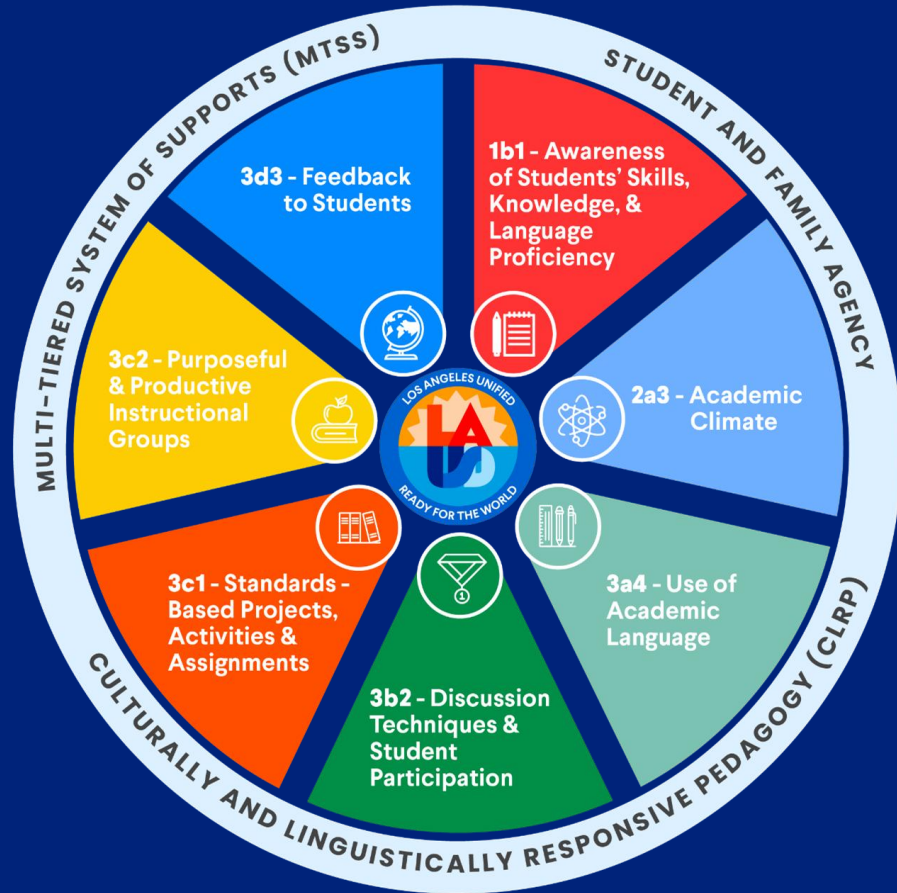 MULTI-TIERED SYSTEM OF SUPPORTS (MTSS)
STUDENT AND FAMILY AGENCY
CULTURALLY AND LINGUISTICALLY RESPONSIVE PEDAGOGY (CLRP)
1b1 - Awareness
of Students' Skills,
Knowledge, &
Language
Proficiency
2a3 - Academic
Climate
3a4 - Use of
Academic
Language
3b2 - Discussion
Techniques &
Student
Participation
3c1 - Standards-
Based Projects,
Activities &
Assignments
3c2 - Purposeful
& Productive
Instructional
Groups
3d3 - Feedback
to Students
LOS ANGELES UNIFIED
LA
USD
READY FOR THE WORLD
1